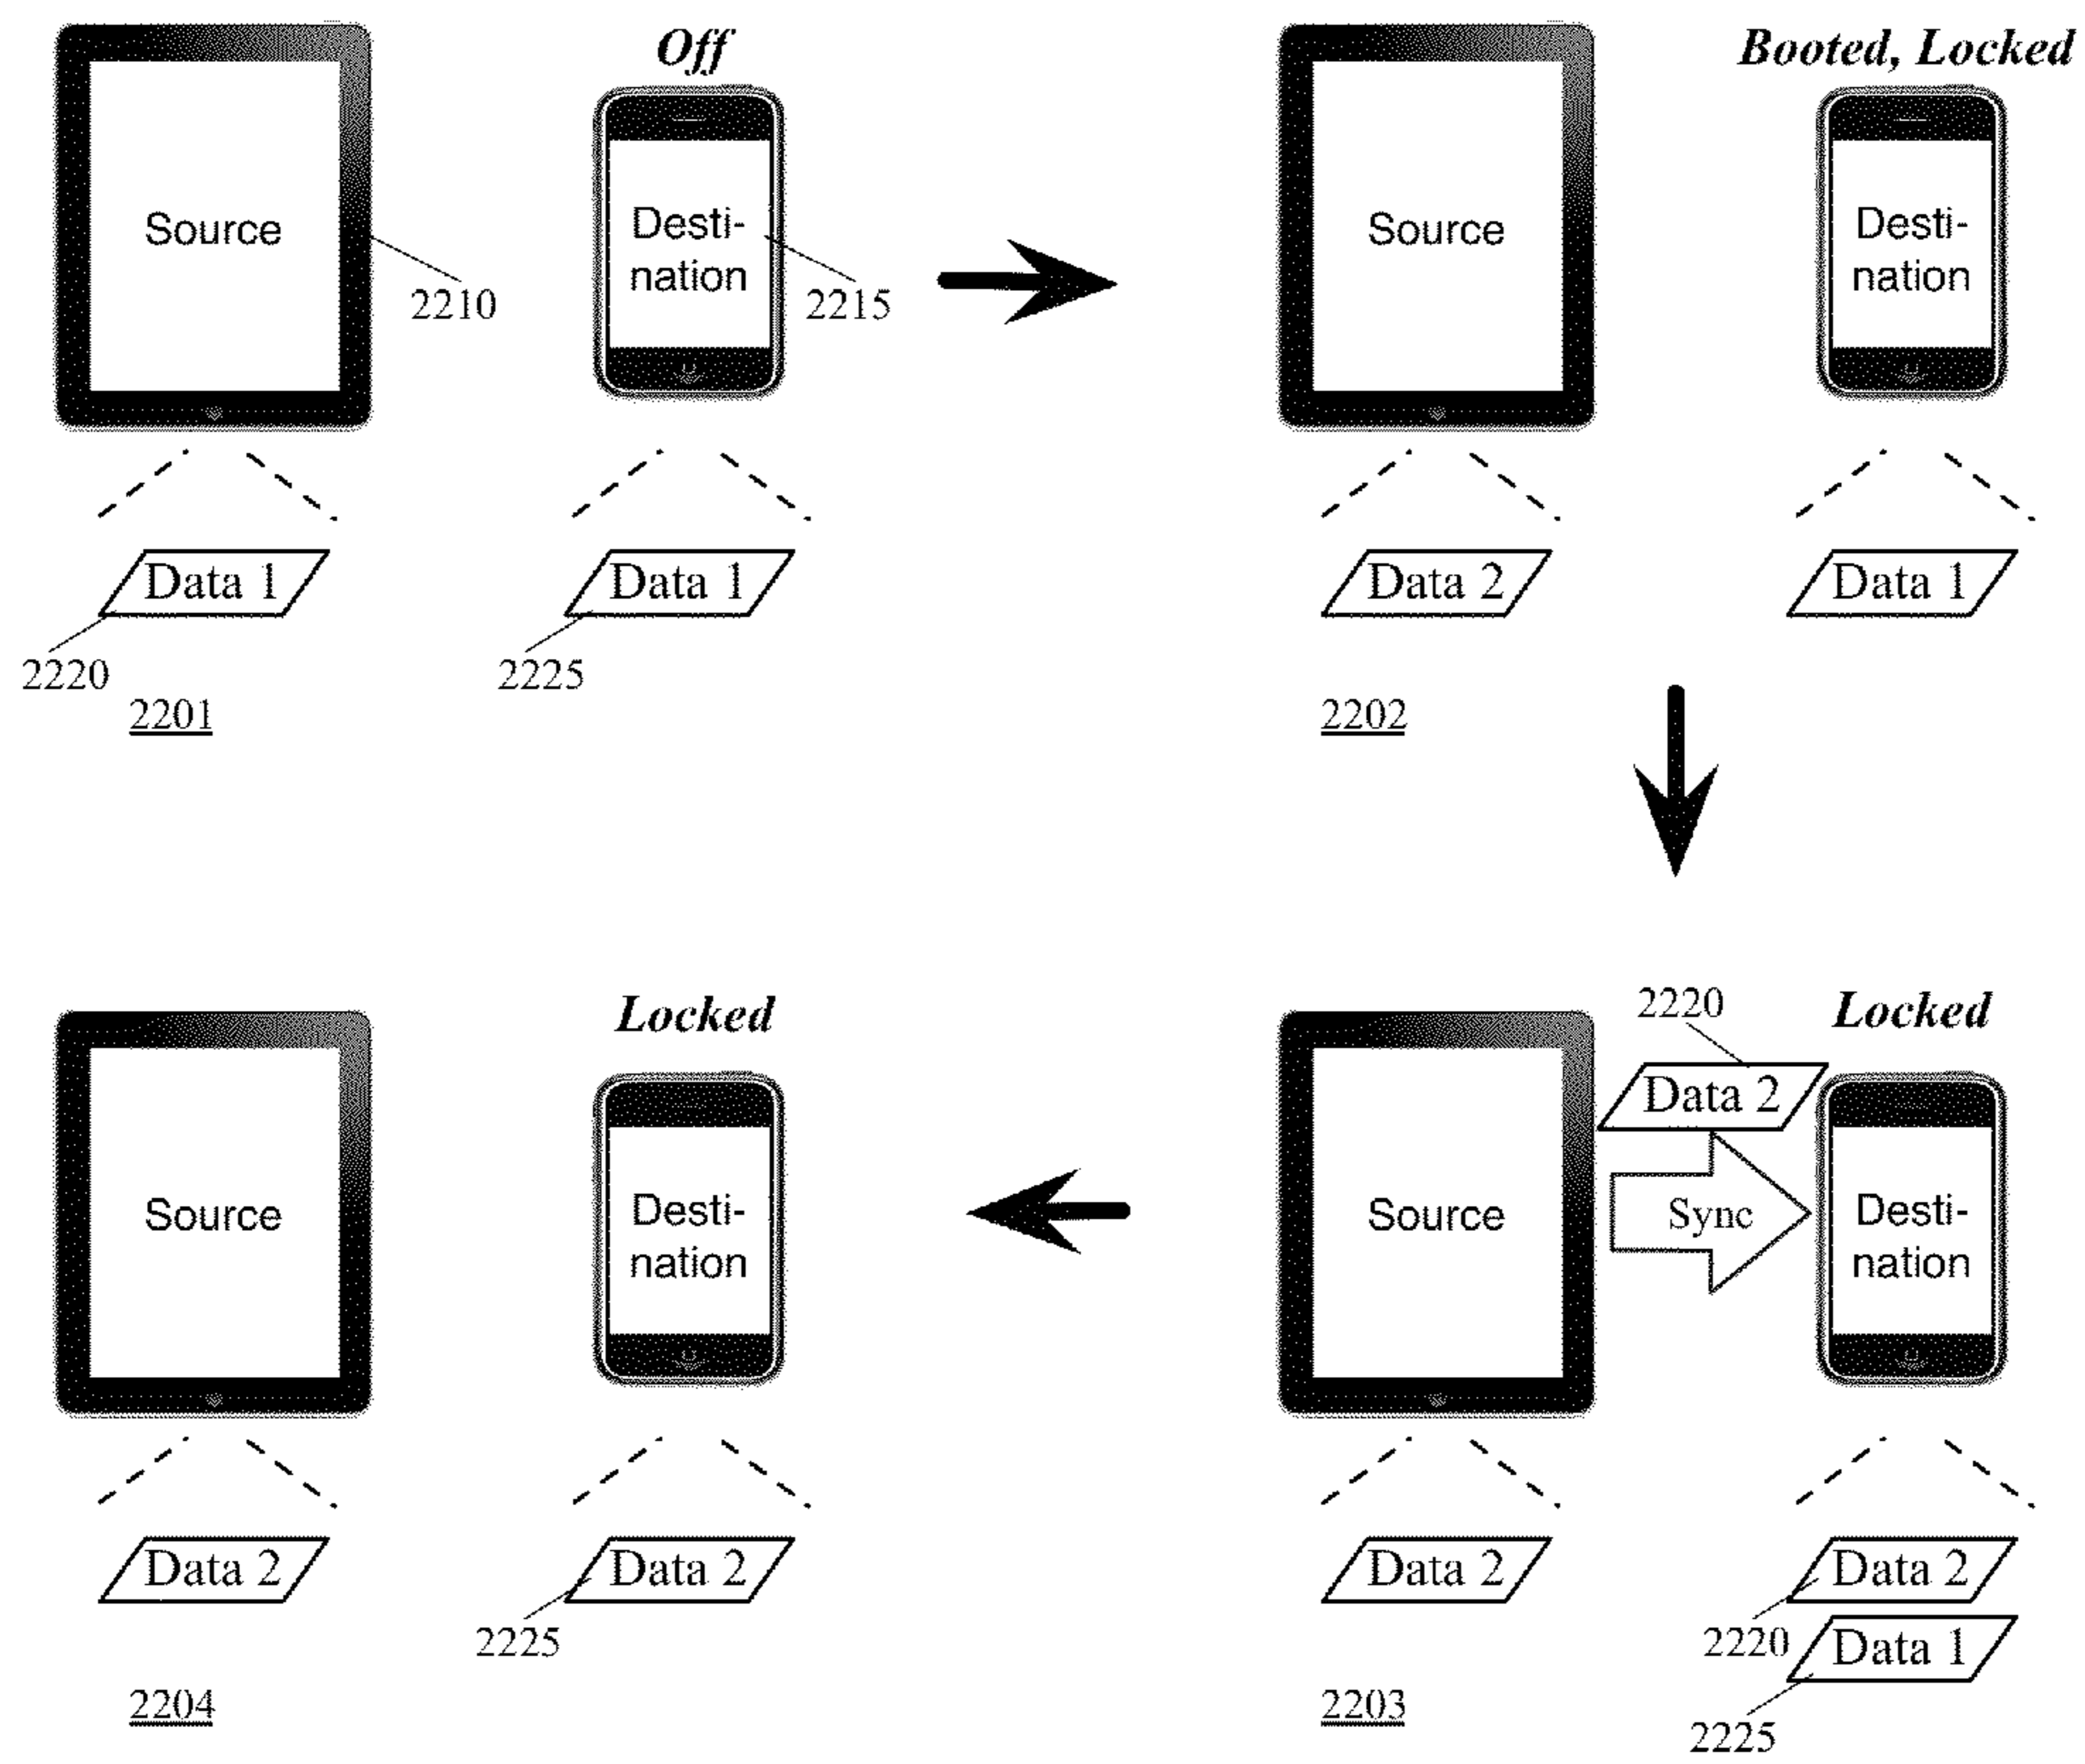 Off
Source
Desti-
nation
2210
2215
Data 1
Data 1
2220
2225
2201
Booted, Locked
Source
Desti-
nation
Data 2
Data 1
2202
2220
Locked
Data 2
Source
Sync
Desti-
nation
Data 2
Data 2
2220
Data 1
2203
2225
Locked
Source
Desti-
nation
Data 2
Data 2
2225
2204